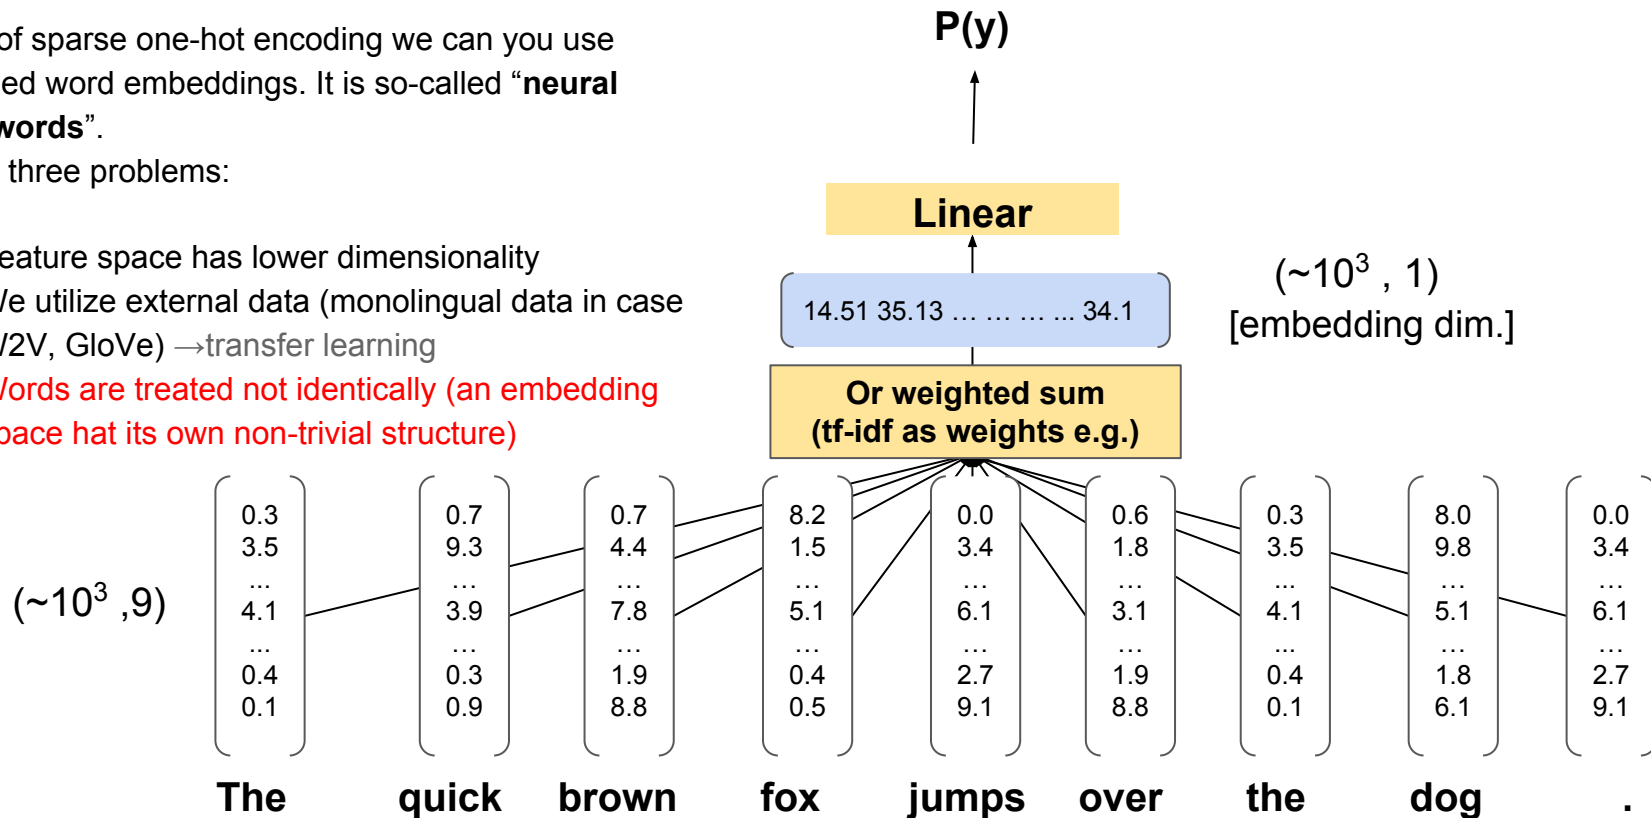 of sparse one-hot encoding we can you use
ed word embeddings. It is so-called “neural
words”.
three problems:
eature space has lower dimensionality
We utilize external data (monolingual data in case
W2V, GloVe) →transfer learning
Words are treated not identically (an embedding
space hat its own non-trivial structure)
P(y)
Linear
14.51 35.13 … … … ... 34.1
(~10³ , 1)
[embedding dim.]
Or weighted sum
(tf-idf as weights e.g.)
(~10³ ,9)
0.3 0.7 0.7 8.2 0.0 0.6 0.3 8.0 0.0
3.5 9.3 4.4 1.5 3.4 1.8 3.5 9.8 3.4
... … … … … … ... … …
4.1 3.9 7.8 5.1 6.1 3.1 4.1 5.1 6.1
... … … … … … ... … …
0.4 0.3 1.9 0.4 2.7 1.9 0.4 1.8 2.7
0.1 0.9 8.8 0.5 9.1 8.8 0.1 6.1 9.1
The quick brown fox jumps over the dog .